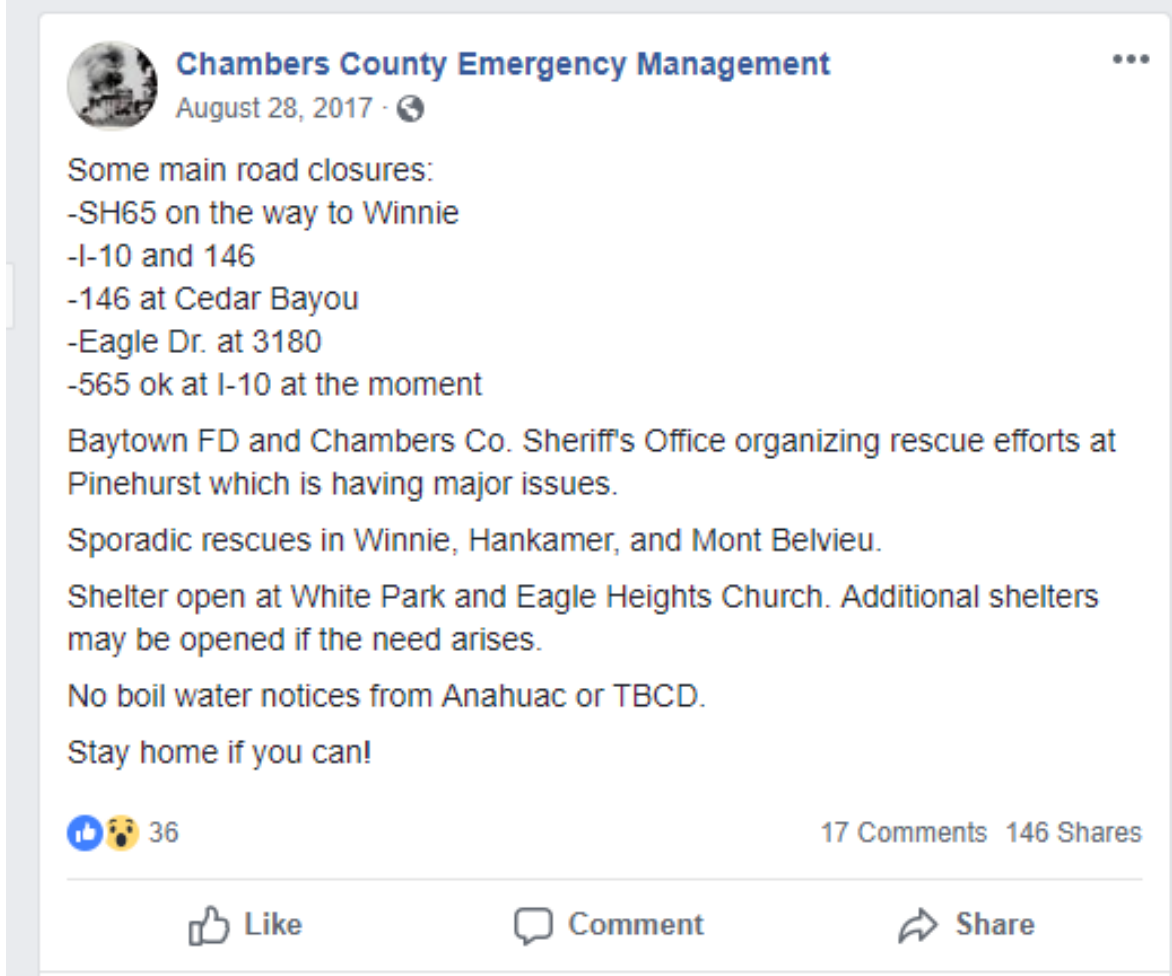 Chambers County Emergency Management
August 28, 2017 ·
Some main road closures:
-SH65 on the way to Winnie
-I-10 and 146
-146 at Cedar Bayou
-Eagle Dr. at 3180
-565 ok at I-10 at the moment
Baytown FD and Chambers Co. Sheriff's Office organizing rescue efforts at
Pinehurst which is having major issues.
Sporadic rescues in Winnie, Hankamer, and Mont Belvieu.
Shelter open at White Park and Eagle Heights Church. Additional shelters
may be opened if the need arises.
No boil water notices from Anahuac or TBCD.
Stay home if you can!
36 17 Comments 146 Shares
Like Comment Share